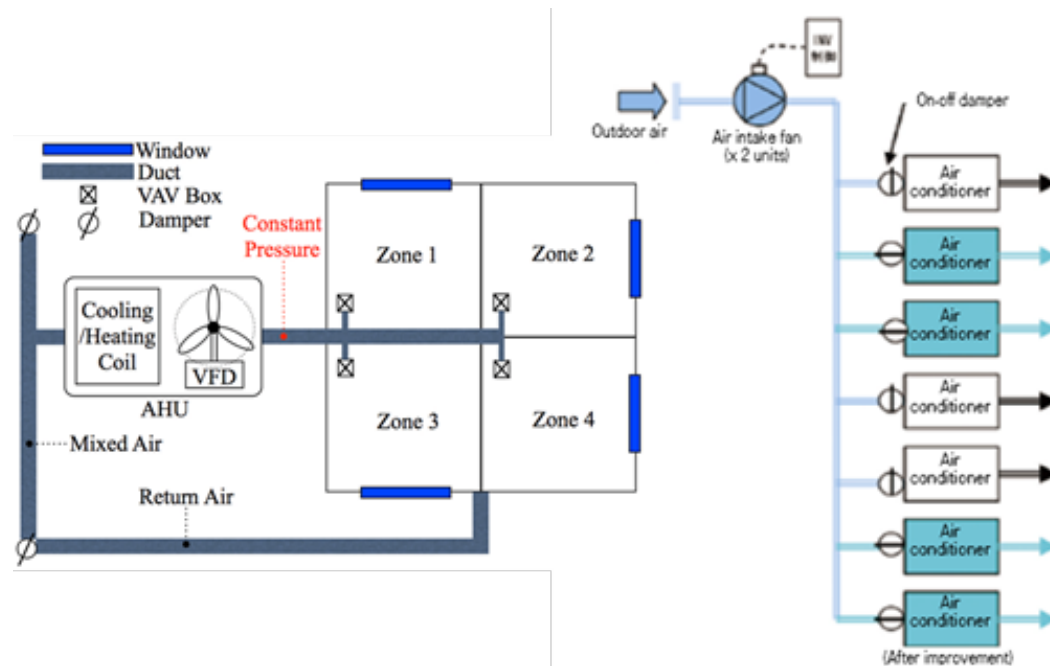 Window
Duct
VAV Box
Damper
Constant
Pressure
Zone 1
Zone 2
Cooling
/Heating
Coil
VFD
AHU
Zone 3
Zone 4
Mixed Air
Return Air
INV
制御
Outdoor air
Air intake fan
(x 2 units)
On-off damper
Air
conditioner
Air
conditioner
Air
conditioner
Air
conditioner
Air
conditioner
Air
conditioner
Air
conditioner
(After improvement)